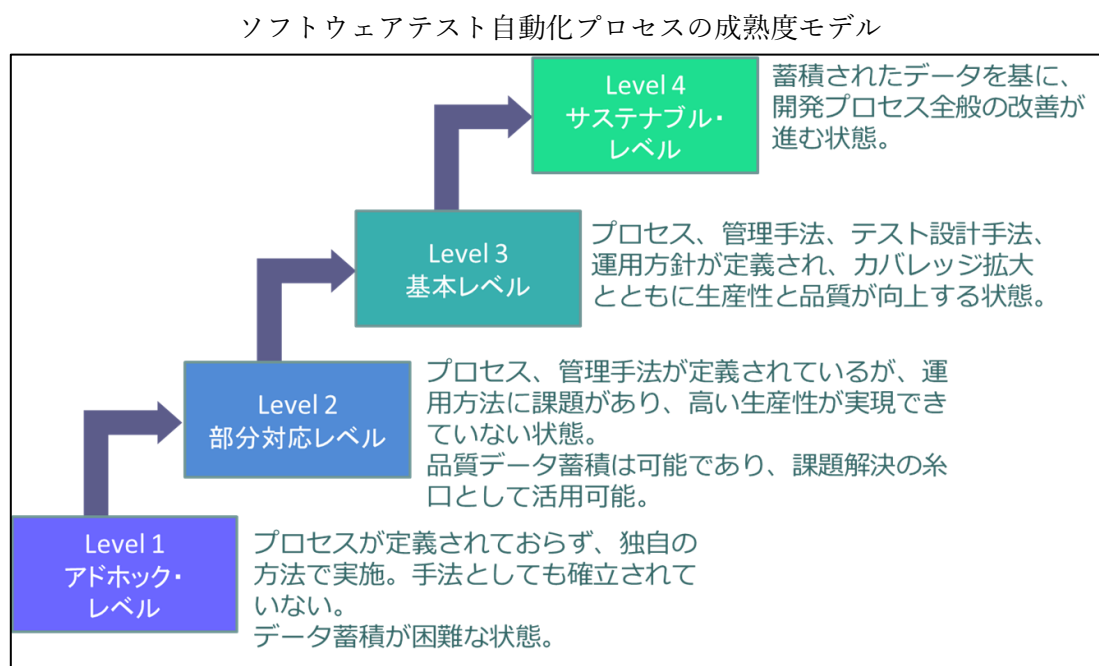 ソフトウェアテスト自動化プロセスの成熟度モデル
Level 4
サステナブル・
レベル
蓄積されたデータを基に、
開発プロセス全般の改善が
進む状態。
Level 3
基本レベル
プロセス、管理手法、テスト設計手法、
運用方針が定義され、カバレッジ拡大
とともに生産性と品質が向上する状態。
Level 2
部分対応レベル
プロセス、管理手法が定義されているが、運
用方法に課題があり、高い生産性が実現でき
ていない状態。
品質データ蓄積は可能であり、課題解決の糸
口として活用可能。
Level 1
アドホック・
レベル
プロセスが定義されておらず、独自の
方法で実施。手法としても確立されて
いない。
データ蓄積が困難な状態。